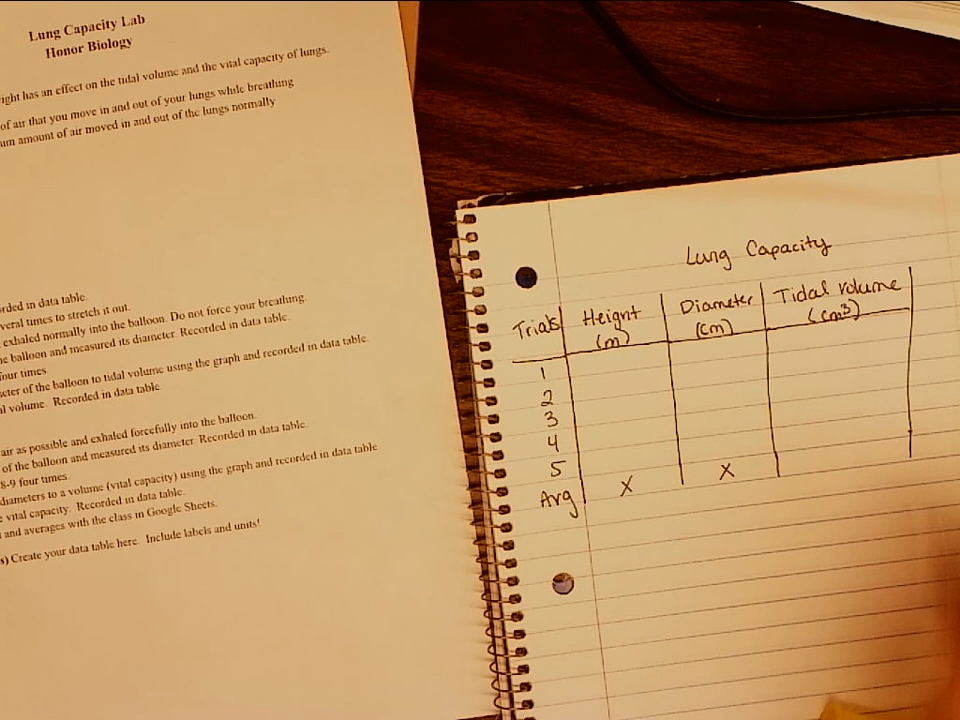 Lung Capacity Lab
Honor Biology
ight has an effect on the tidal volume and the vital capacity of lungs.
of air that you move in and out of your lungs while breathing
um amount of air moved in and out of the lungs normally
rded in data table.
veral times to stretch it out.
exhaled normally into the balloon. Do not force your breathing.
e balloon and measured its diameter. Recorded in data table.
four times
eter of the balloon to tidal volume using the graph and recorded in data table
al volume. Recorded in data table
air as possible and exhaled forcefully into the balloon.
of the balloon and measured its diameter. Recorded in data table.
8-9 four times
diameters to a volume (vital capacity) using the graph and recorded in data table
e vital capacity. Recorded in data table.
and averages with the class in Google Sheets.
s) Create your data table here. Include labels and units!
Lung Capacity
Trials Height (m) Diameter (cm) Tidal volume (cm³)
1
2
3
4
5
Avg X X